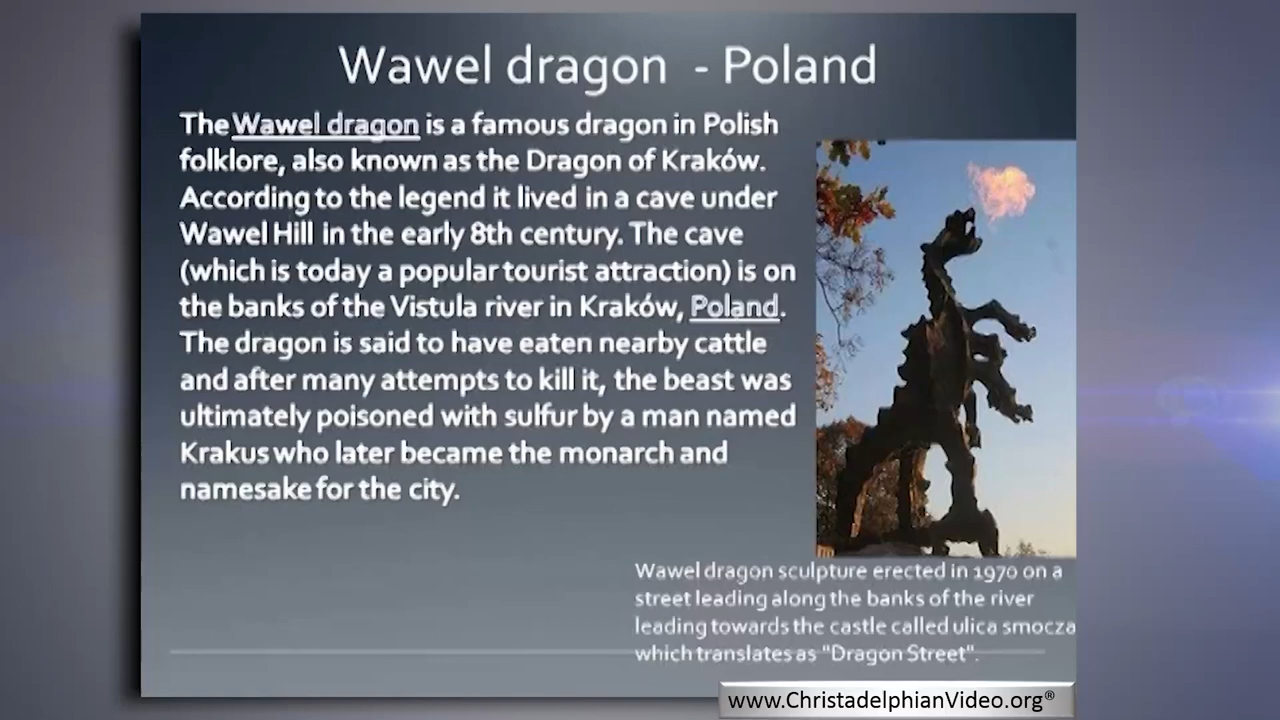 Wawel dragon - Poland
The Wawel dragon is a famous dragon in Polish
folklore, also known as the Dragon of Kraków.
According to the legend it lived in a cave under
Wawel Hill in the early 8th century. The cave
(which is today a popular tourist attraction) is on
the banks of the Vistula river in Kraków, Poland.
The dragon is said to have eaten nearby cattle
and after many attempts to kill it, the beast was
ultimately poisoned with sulfur by a man named
Krakus who later became the monarch and
namesake for the city.
Wawel dragon sculpture erected in 1970 on a
street leading along the banks of the river
leading towards the castle called ulica smocza
which translates as "Dragon Street".
www.ChristadelphianVideo.org®